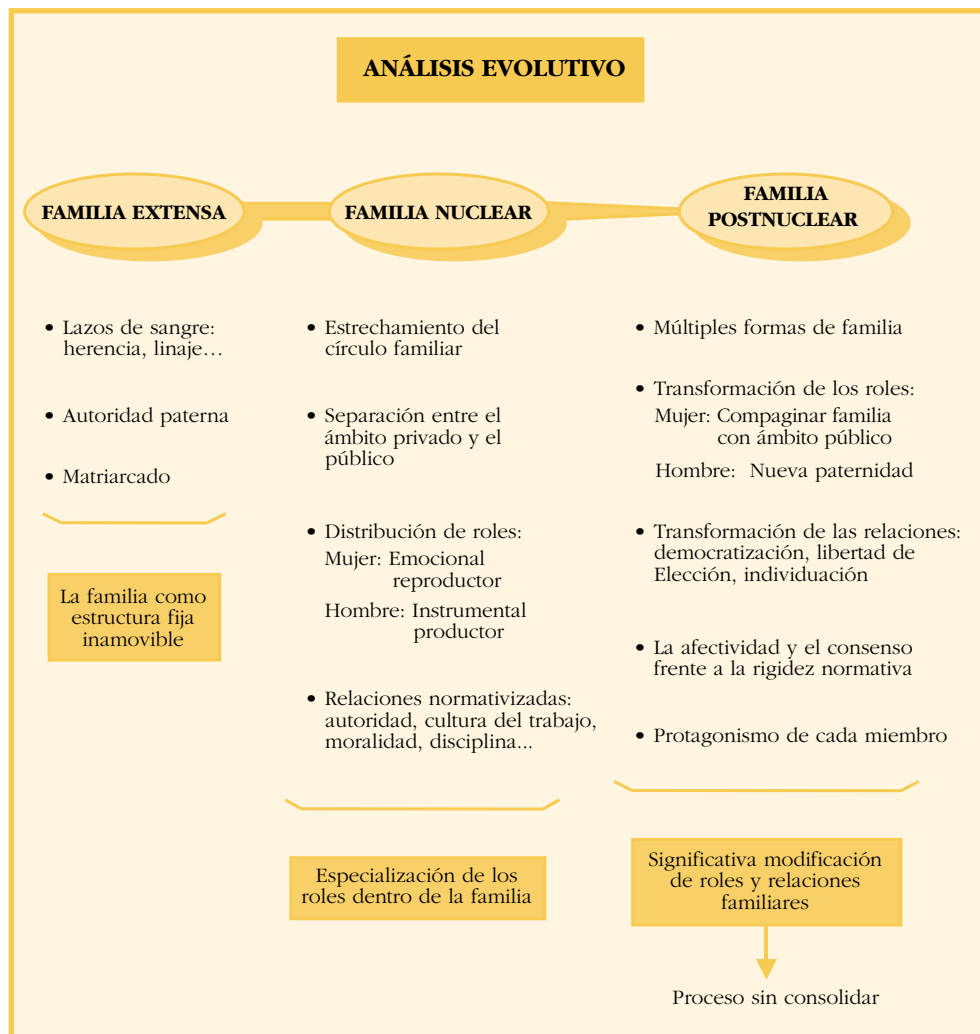 ANÁLISIS EVOLUTIVO
FAMILIA EXTENSA
• Lazos de sangre:
herencia, linaje…
• Autoridad paterna
• Matriarcado
La familia como
estructura fija
inamovible
FAMILIA NUCLEAR
• Estrechamiento del
círculo familiar
• Separación entre el
ámbito privado y el
público
• Distribución de roles:
Mujer: Emocional
reproductor
Hombre: Instrumental
productor
• Relaciones normativizadas:
autoridad, cultura del trabajo,
moralidad, disciplina...
Especialización de los
roles dentro de la familia
FAMILIA
POSTNUCLEAR
• Múltiples formas de familia
• Transformación de los roles:
Mujer: Compaginar familia
con ámbito público
Hombre: Nueva paternidad
• Transformación de las relaciones:
democratización, libertad de
Elección, individuación
• La afectividad y el consenso
frente a la rigidez normativa
• Protagonismo de cada miembro
Significativa modificación
de roles y relaciones
familiares
Proceso sin consolidar